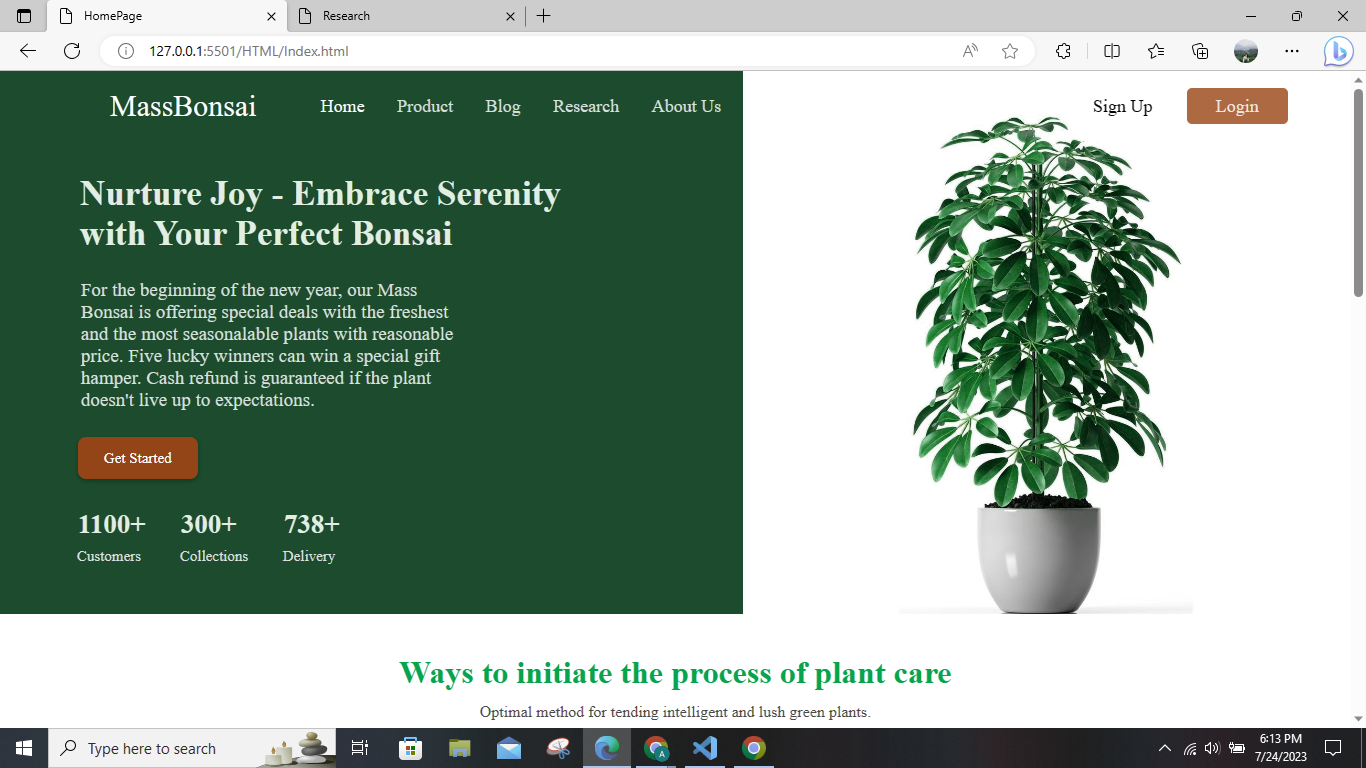 HomePage
Research
127.0.0.1:5501/HTML/Index.html
MassBonsai
Home
Product
Blog
Research
About Us
Sign Up
Login
Nurture Joy - Embrace Serenity
with Your Perfect Bonsai
For the beginning of the new year, our Mass
Bonsai is offering special deals with the freshest
and the most seasonalable plants with reasonable
price. Five lucky winners can win a special gift
hamper. Cash refund is guaranteed if the plant
doesn't live up to expectations.
Get Started
1100+
300+
738+
Customers
Collections
Delivery
Ways to initiate the process of plant care
Optimal method for tending intelligent and lush green plants.
Type here to search
A
6:13 PM
7/24/2023